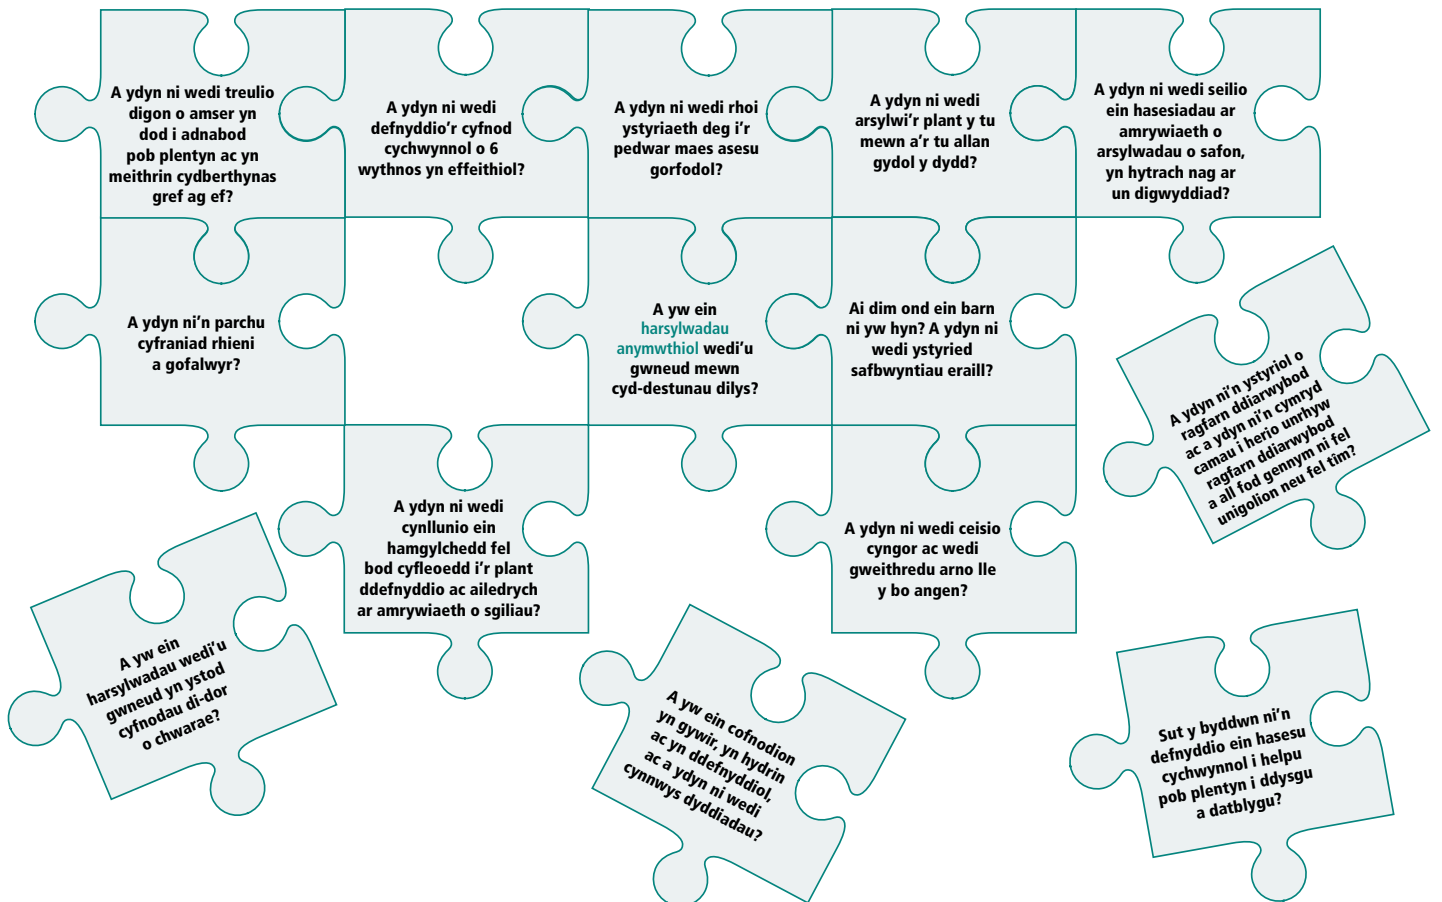 A ydyn ni wedi treulio
digon o amser yn
dod i adnabod
pob plentyn ac yn
meithrin cydberthynas
gref ag ef?
A ydyn ni wedi
defnyddio’r cyfnod
cychwynnol o 6
wythnos yn effeithiol?
A ydyn ni wedi rhoi
ystyriaeth deg i’r
pedwar maes asesu
gorfodol?
A ydyn ni wedi
arsylwi’r plant y tu
mewn a’r tu allan
gydol y dydd?
A ydyn ni wedi seilio
ein hasesiadau ar
amrywiaeth o
arsylwadau o safon,
yn hytrach nag ar
un digwyddiad?
A ydyn ni’n parchu
cyfraniad rhieni
a gofalwyr?
A yw ein
harsylwadau
anymwthiol wedi’u
gwneud mewn
cyd-destunau dilys?
Ai dim ond ein barn
ni yw hyn? A ydyn ni
wedi ystyried
safbwyntiau eraill?
A ydyn ni’n ystyriol o
ragfarn ddiarwybod
ac a ydyn ni’n cymryd
camau i herio unrhyw
ragfarn ddiarwybod
a all fod gennym ni fel
unigolion neu fel tîm?
A ydyn ni wedi
cynllunio ein
hamgylchedd fel
bod cyfleoedd i’r plant
ddefnyddio ac ailedrych
ar amrywiaeth o sgiliau?
A ydyn ni wedi ceisio
cyngor ac wedi
gweithredu arno lle
y bo angen?
A yw ein
harsylwadau wedi’u
gwneud yn ystod
cyfnodau di-dor
o chwarae?
A yw ein cofnodion
yn gywir, yn hydrin
ac yn ddefnyddiol,
ac a ydyn ni wedi
cynnwys dyddiadau?
Sut y byddwn ni’n
defnyddio ein hasesu
cychwynnol i helpu
pob plentyn i ddysgu
a datblygu?